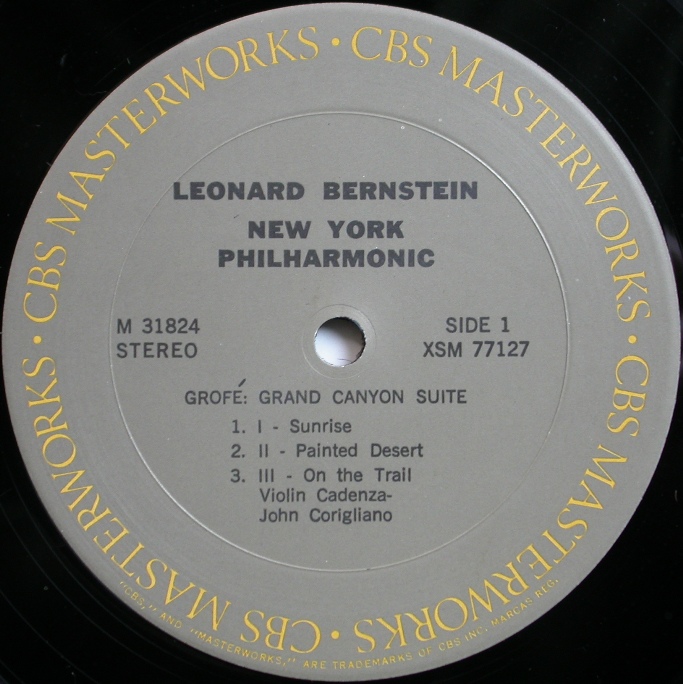 CBS MASTERWORKS • CBS MASTERWORKS • CBS MASTERWORKS • CBS MASTERWORKS • CBS MASTERWORKS •
LEONARD BERNSTEIN
NEW YORK
PHILHARMONIC
M 31824
STEREO
SIDE 1
XSM 77127
GROFÉ: GRAND CANYON SUITE
1. I - Sunrise
2. II - Painted Desert
3. III - On the Trail
Violin Cadenza-
John Corigliano
"CBS," AND "MASTERWORKS," ARE TRADEMARKS OF CBS INC. MARCAS REG.